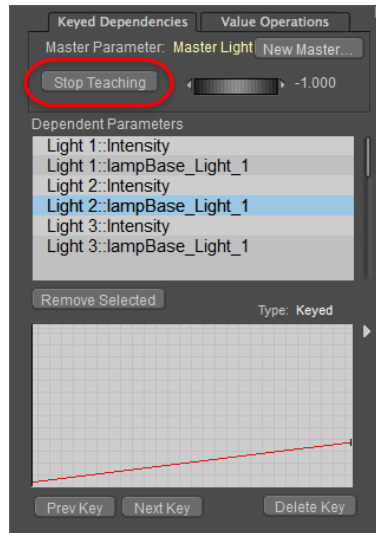 Keyed Dependencies Value Operations
Master Parameter: Master Light New Master...
Stop Teaching -1.000
Dependent Parameters
Light 1::Intensity
Light 1::lampBase_Light_1
Light 2::Intensity
Light 2::lampBase_Light_1
Light 3::Intensity
Light 3::lampBase_Light_1
Remove Selected
Type: Keyed
Prev Key Next Key Delete Key